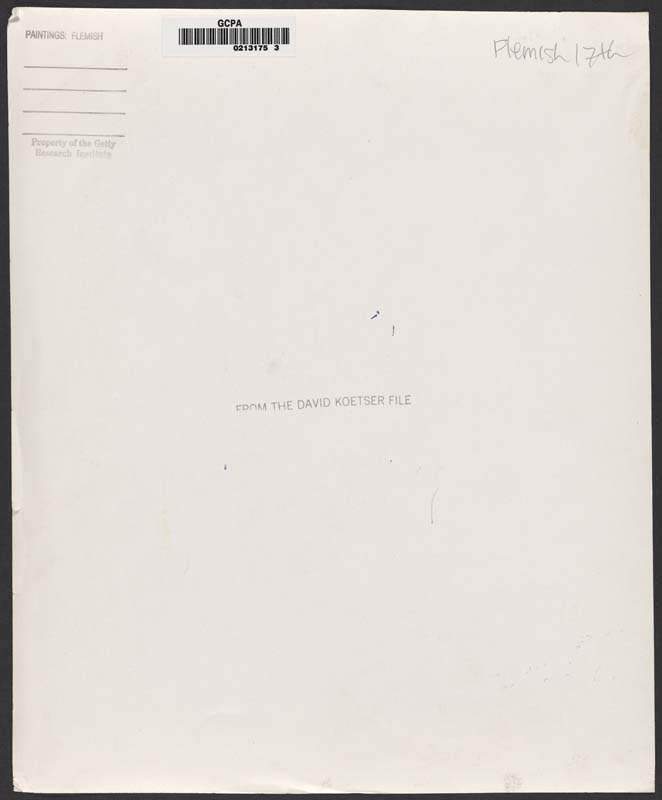 PAINTINGS: FLEMISH
GCPA
0213175 3
Flemish 17th
Property of the Getty
Research Institute
FROM THE DAVID KOETSER FILE